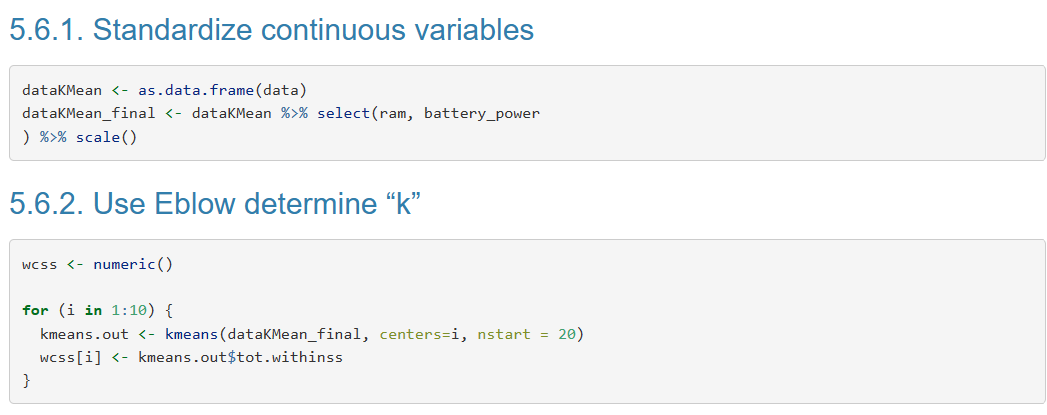 5.6.1. Standardize continuous variables
dataKMean <- as.data.frame(data)
dataKMean_final <- dataKMean %>% select(ram, battery_power
) %>% scale()
5.6.2. Use Eblow determine “k”
wcss <- numeric()
for (i in 1:10) {
  kmeans.out <- kmeans(dataKMean_final, centers=i, nstart = 20)
  wcss[i] <- kmeans.out$tot.withinss
}